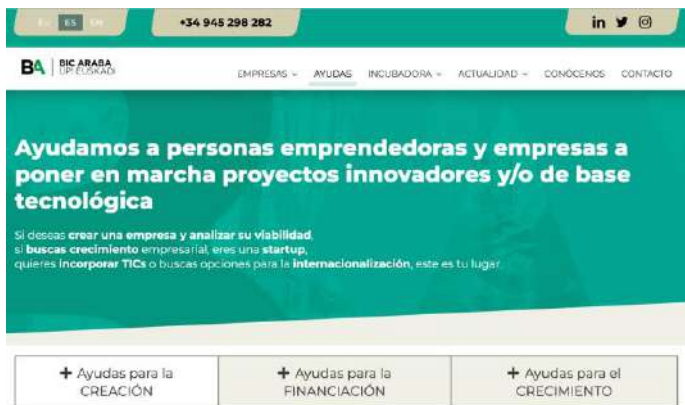 ES
+34 945 298 282
in
BA | BIC ARABA
UP! EUSKADI
EMPRESAS AYUDAS INCUBADORA ACTUALIDAD CONÓCENOS CONTACTO
Ayudamos a personas emprendedoras y empresas a
poner en marcha proyectos innovadores y/o de base
tecnológica
Si deseas crear una empresa y analizar su viabilidad,
si buscas crecimiento empresarial, eres una startup,
quieres incorporar TICs o buscas opciones para la internacionalización, este es tu lugar.
+ Ayudas para la
CREACIÓN
+ Ayudas para la
FINANCIACIÓN
+ Ayudas para el
CRECIMIENTO